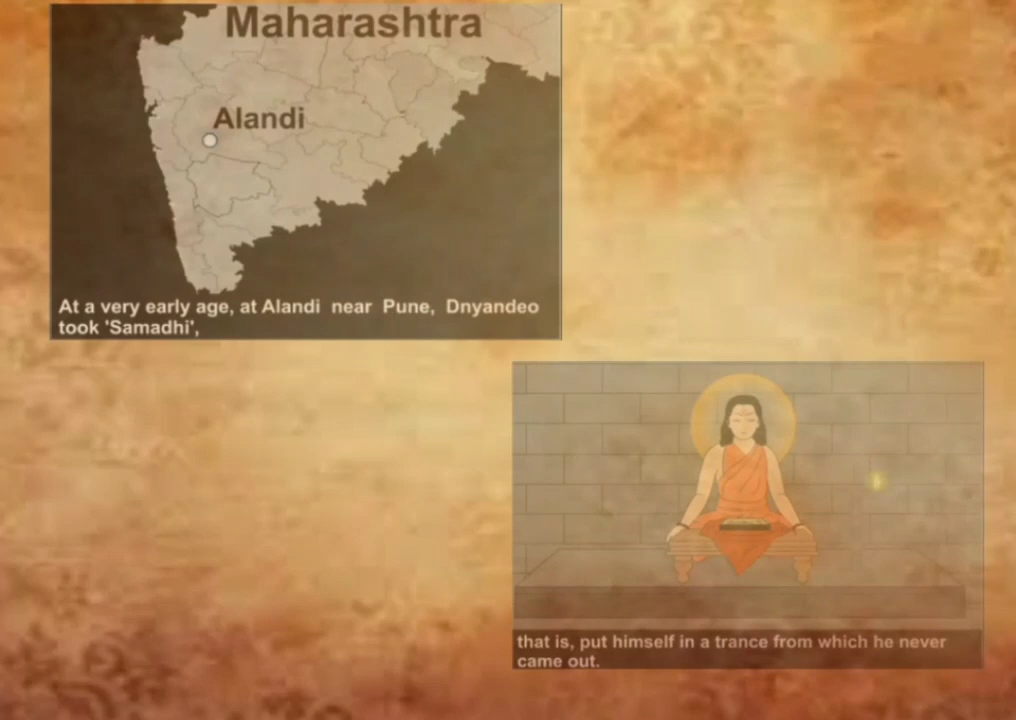 Maharashtra
Alandi
At a very early age, at Alandi near Pune, Dnyandeo
took 'Samadhi',
that is, put himself in a trance from which he never
came out.